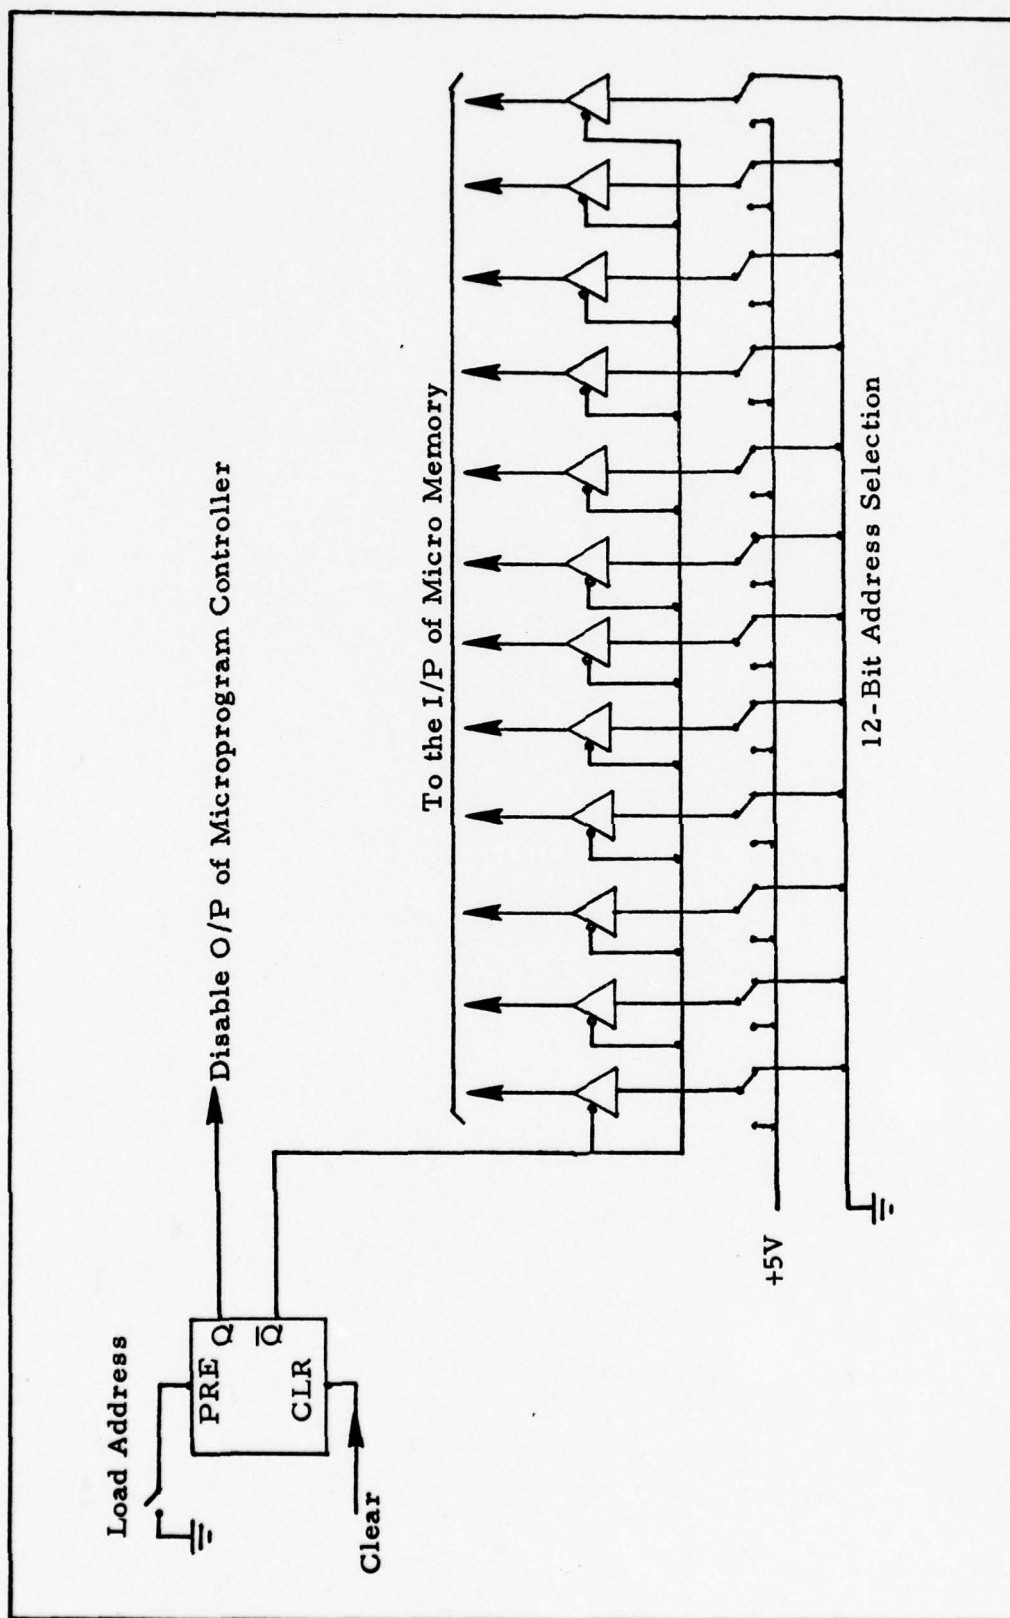 Load Address
PRE Q
Q̅
CLR
Clear
Disable O/P of Microprogram Controller
To the I/P of Micro Memory
+5V
12-Bit Address Selection